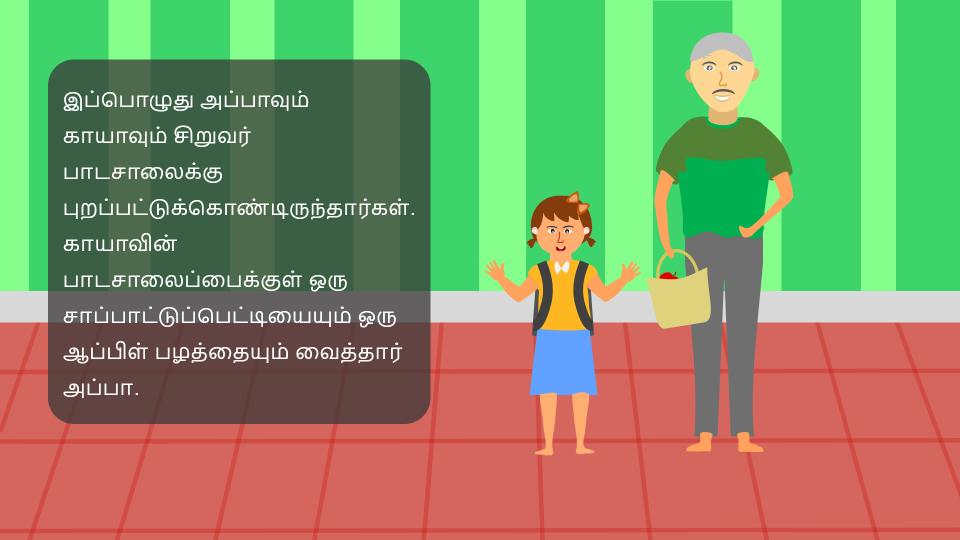 இப்பொழுது அப்பாவும்
காயாவும் சிறுவர்
பாடசாலைக்கு
புறப்பட்டுக்கொண்டிருந்தார்கள்.
காயாவின்
பாடசாலைப்பைக்குள் ஒரு
சாப்பாட்டுப்பெட்டியையும் ஒரு
ஆப்பிள் பழத்தையும் வைத்தார்
அப்பா.